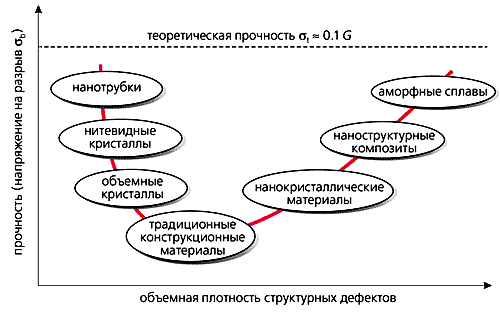 теоретическая прочность σt ≈ 0.1 G
прочность (напряжение на разрыв σb)
нанотрубки
аморфные сплавы
нитевидные
кристаллы
наноструктурные
композиты
объемные
кристаллы
нанокристаллические
материалы
традиционные
конструкционные
материалы
объемная плотность структурных дефектов